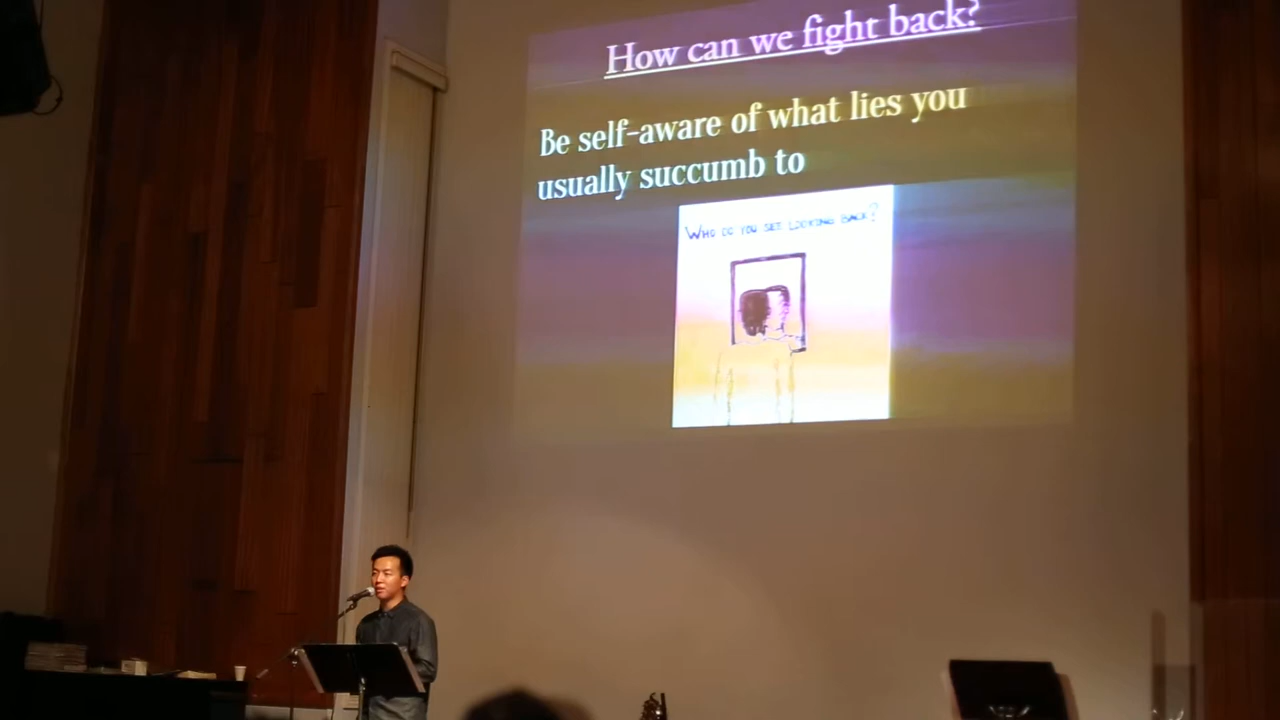 How can we fight back?
Be self-aware of what lies you
usually succumb to
WHO DO YOU SEE LOOKING BACK?